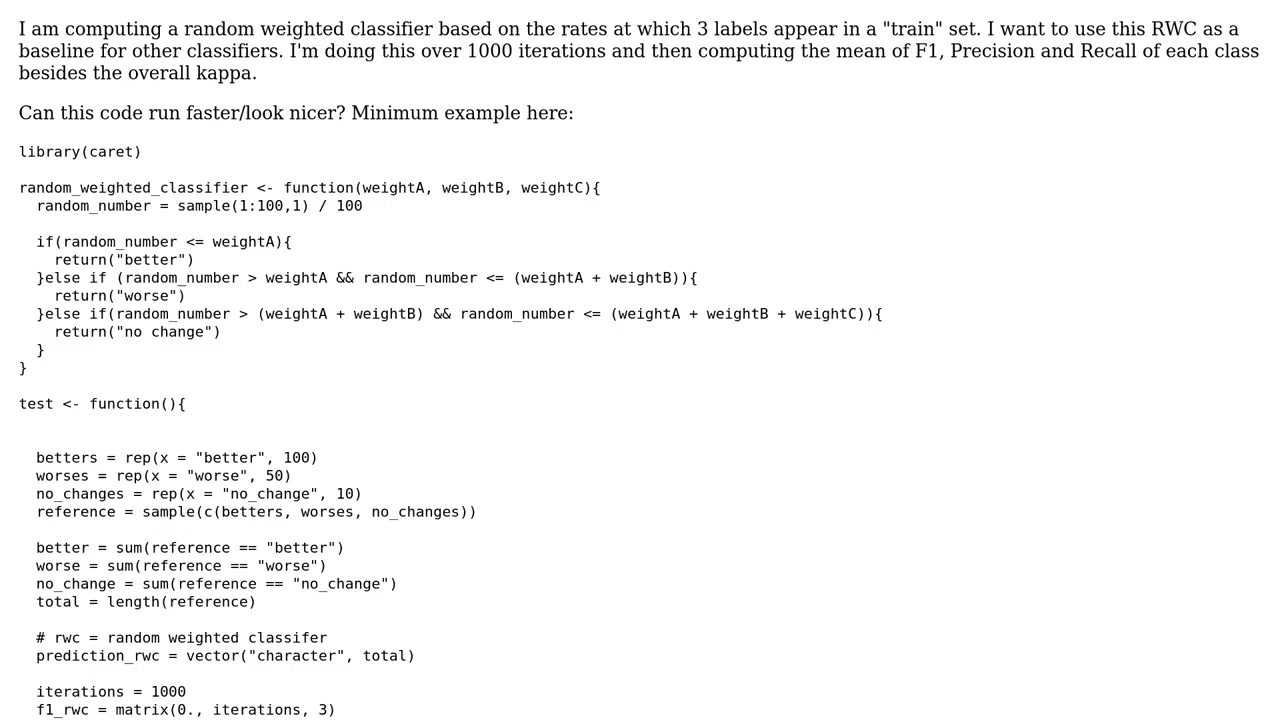 I am computing a random weighted classifier based on the rates at which 3 labels appear in a "train" set. I want to use this RWC as a
baseline for other classifiers. I'm doing this over 1000 iterations and then computing the mean of F1, Precision and Recall of each class
besides the overall kappa.
Can this code run faster/look nicer? Minimum example here:
library(caret)
random_weighted_classifier <- function(weightA, weightB, weightC){
  random_number = sample(1:100,1) / 100
  if(random_number <= weightA){
    return("better")
  }else if (random_number > weightA && random_number <= (weightA + weightB)){
    return("worse")
  }else if(random_number > (weightA + weightB) && random_number <= (weightA + weightB + weightC)){
    return("no change")
  }
}
test <- function(){
  betters = rep(x = "better", 100)
  worses = rep(x = "worse", 50)
  no_changes = rep(x = "no_change", 10)
  reference = sample(c(betters, worses, no_changes))
  better = sum(reference == "better")
  worse = sum(reference == "worse")
  no_change = sum(reference == "no_change")
  total = length(reference)
  # rwc = random weighted classifer
  prediction_rwc = vector("character", total)
  iterations = 1000
  f1_rwc = matrix(0., iterations, 3)